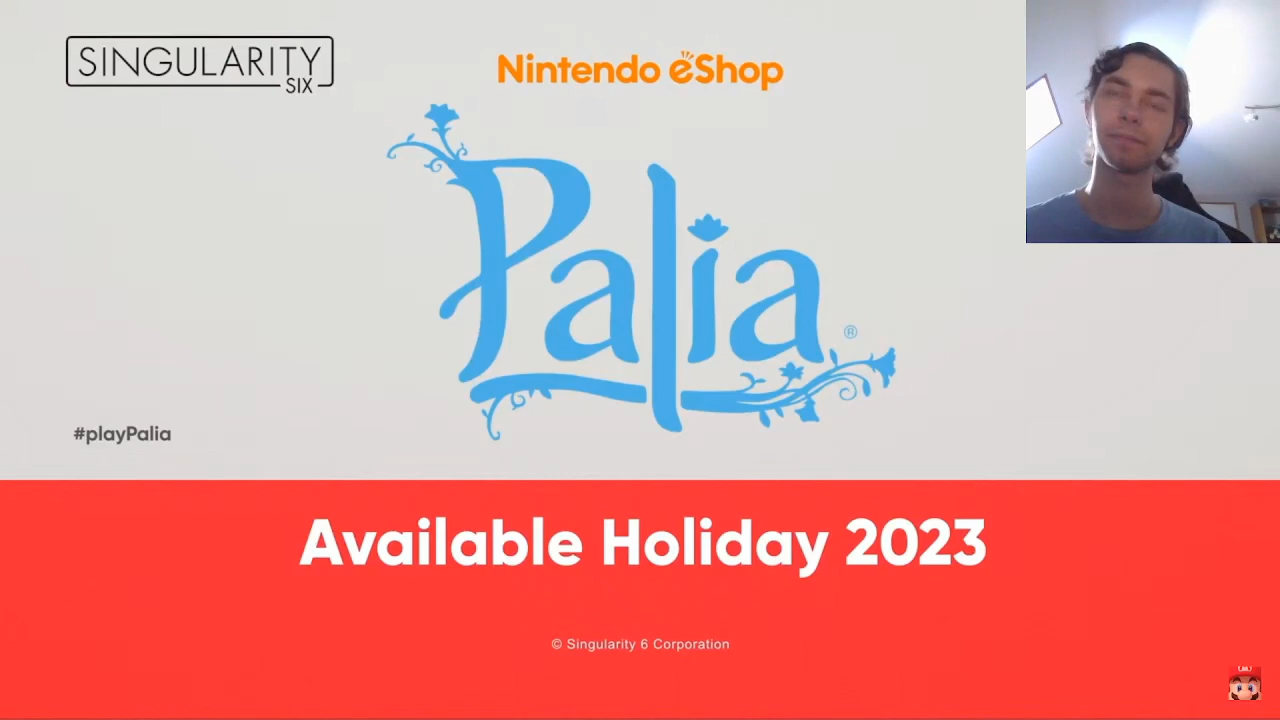 SINGULARITY
SIX
Nintendo eShop
Palia
®
#playPalia
Available Holiday 2023
© Singularity 6 Corporation